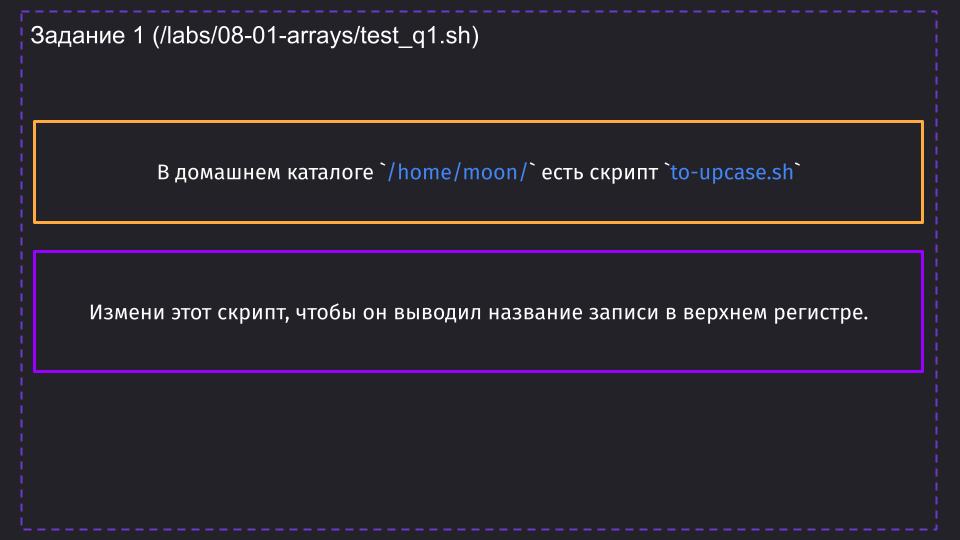 Задание 1 (/labs/08-01-arrays/test_q1.sh)
В домашнем каталоге `/home/moon/` есть скрипт `to-upcase.sh`
Измени этот скрипт, чтобы он выводил название записи в верхнем регистре.